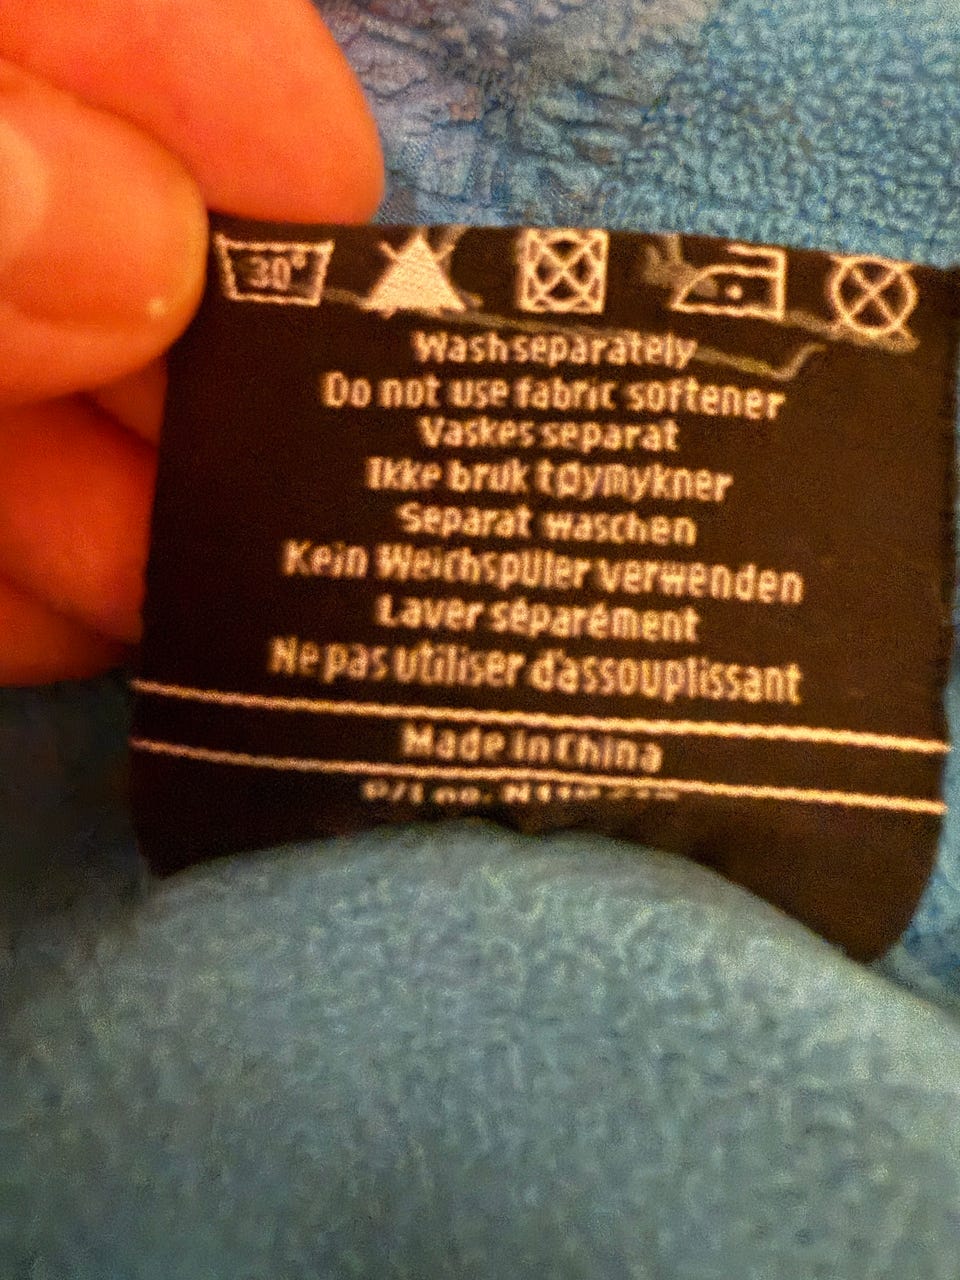 30°
Wash separately
Do not use fabric softener
Vaskes separat
Ikke bruk tøymykner
Separat waschen
Kein Weichspüler verwenden
Laver séparément
Ne pas utiliser d'assouplissant
Made in China